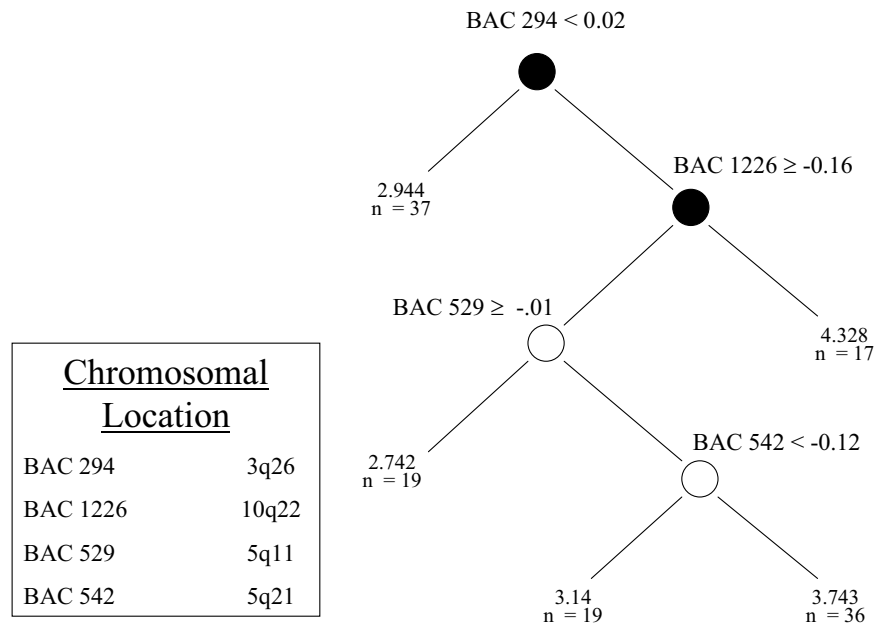 BAC 294 < 0.02
BAC 1226 ≥ -0.16
2.944
n = 37
BAC 529 ≥ -.01
4.328
n = 17
BAC 542 < -0.12
2.742
n = 19
3.14
n = 19
3.743
n = 36
Chromosomal
Location
BAC 294 3q26
BAC 1226 10q22
BAC 529 5q11
BAC 542 5q21